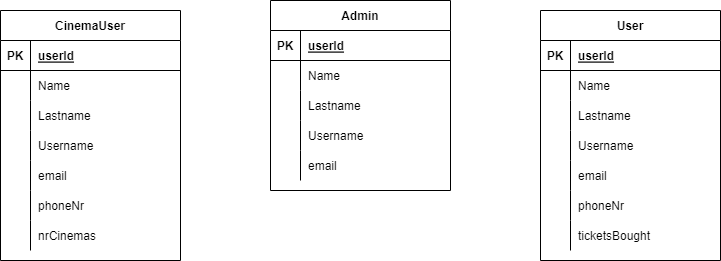 CinemaUser
PK userId
Name
Lastname
Username
email
phoneNr
nrCinemas
Admin
PK userId
Name
Lastname
Username
email
User
PK userId
Name
Lastname
Username
email
phoneNr
ticketsBought